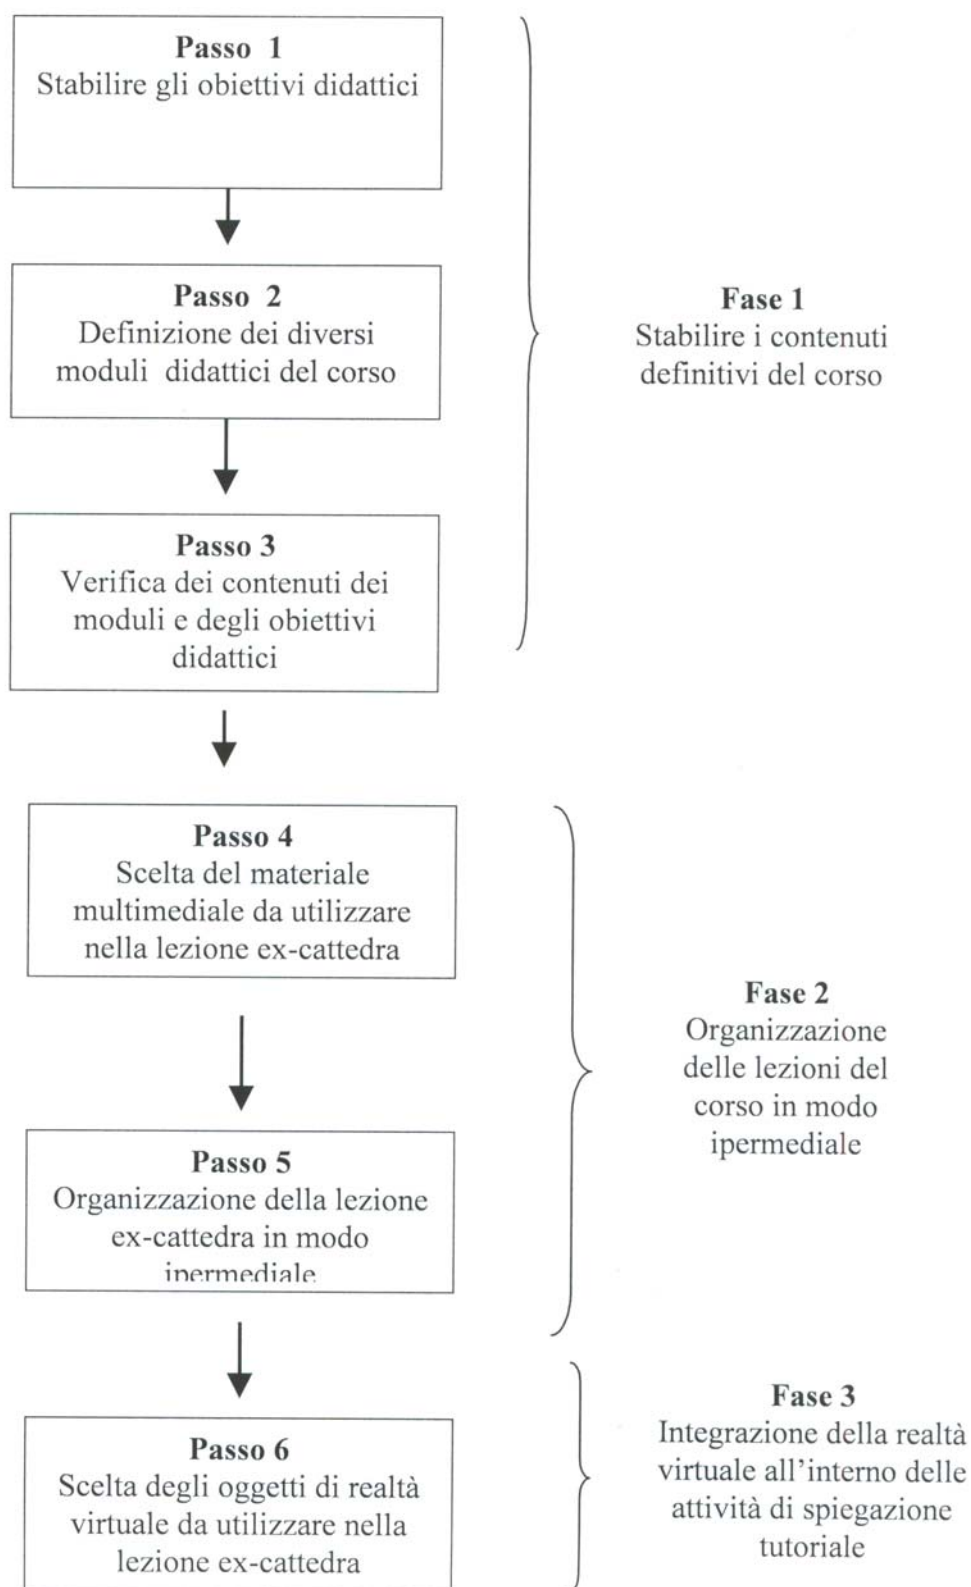 Passo 1
Stabilire gli obiettivi didattici
Passo 2
Definizione dei diversi
moduli didattici del corso
Passo 3
Verifica dei contenuti dei
moduli e degli obiettivi
didattici
Fase 1
Stabilire i contenuti
definitivi del corso
Passo 4
Scelta del materiale
multimediale da utilizzare
nella lezione ex-cattedra
Passo 5
Organizzazione della lezione
ex-cattedra in modo
ipermediale
Fase 2
Organizzazione
delle lezioni del
corso in modo
ipermediale
Passo 6
Scelta degli oggetti di realtà
virtuale da utilizzare nella
lezione ex-cattedra
Fase 3
Integrazione della realtà
virtuale all'interno delle
attività di spiegazione
tutoriale